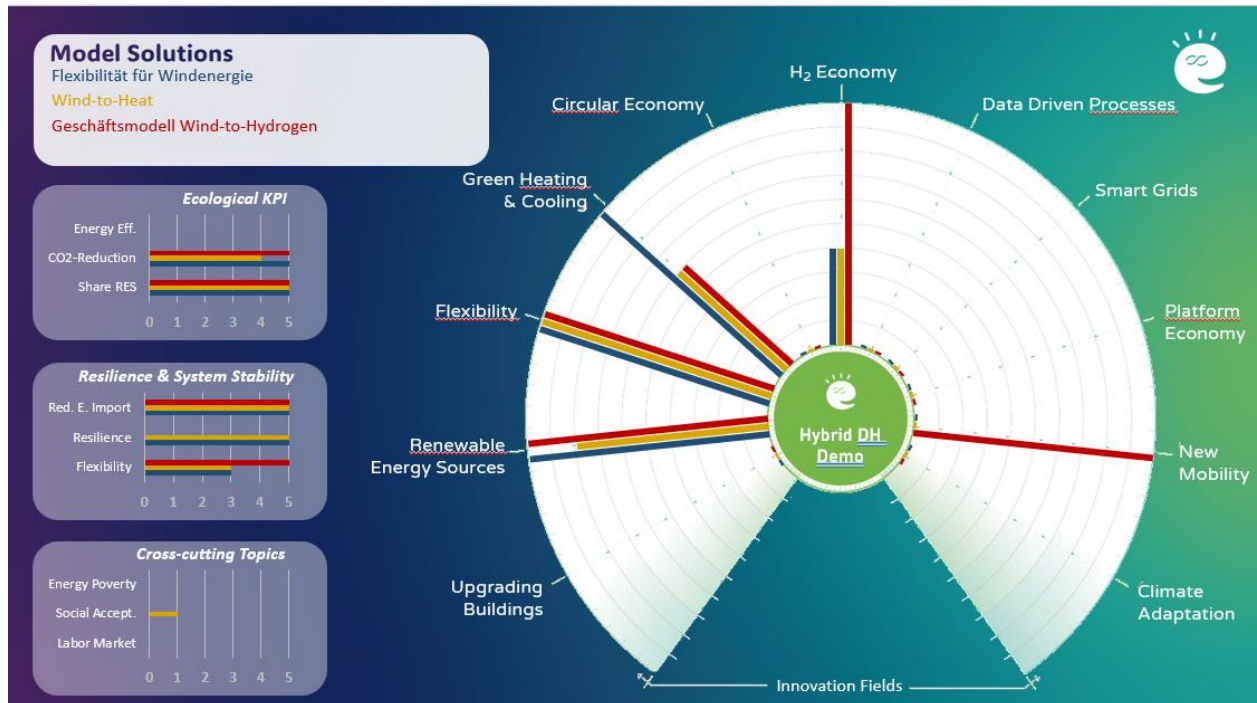 Model Solutions
Flexibilität für Windenergie
Wind-to-Heat
Geschäftsmodell Wind-to-Hydrogen
Ecological KPI
Energy Eff.
CO2-Reduction
Share RES
0 1 2 3 4 5
Resilience & System Stability
Red. E. Import
Resilience
Flexibility
0 1 2 3 4 5
Cross-cutting Topics
Energy Poverty
Social Accept.
Labor Market
0 1 2 3 4 5
H₂ Economy
Circular Economy
Data Driven Processes
Green Heating
& Cooling
Smart Grids
Flexibility
Platform
Economy
Renewable
Energy Sources
Hybrid DH
Demo
New
Mobility
Upgrading
Buildings
Climate
Adaptation
Innovation Fields